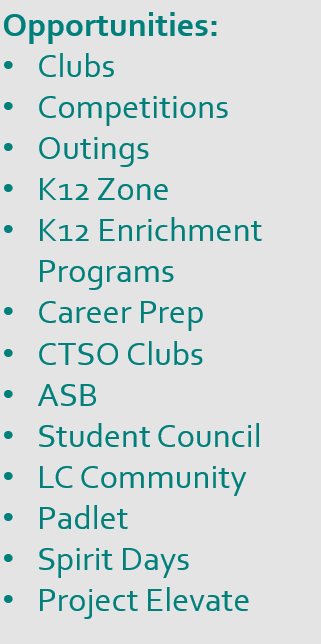 Opportunities:
• Clubs
• Competitions
• Outings
• K12 Zone
• K12 Enrichment
Programs
• Career Prep
• CTSO Clubs
• ASB
• Student Council
• LC Community
• Padlet
• Spirit Days
• Project Elevate